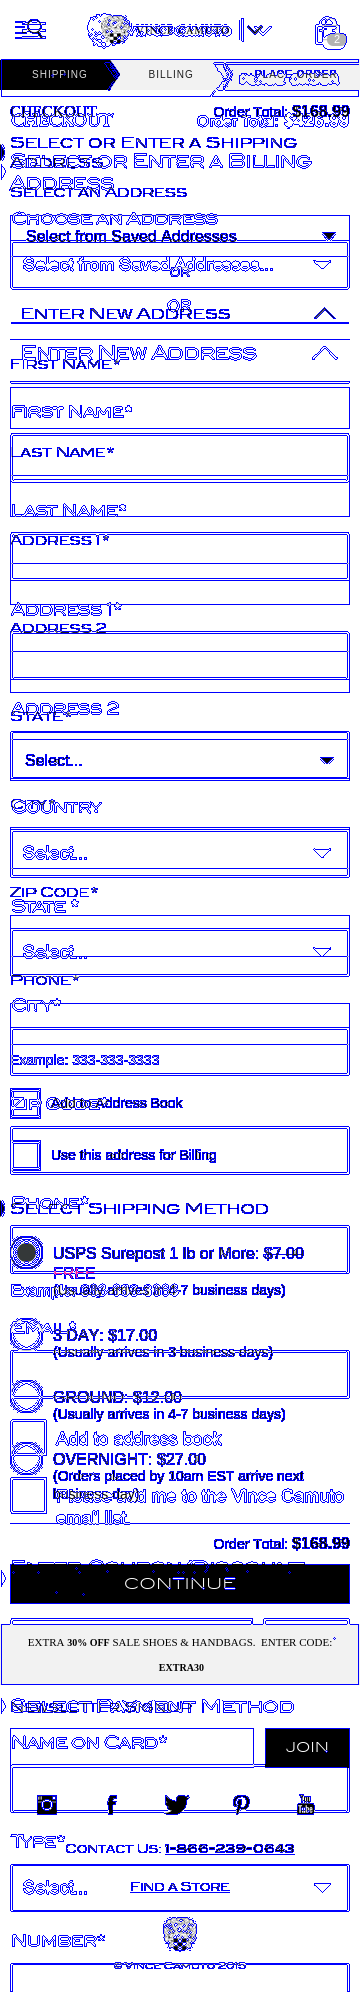 VINCE CAMUTO
2
SHIPPING BILLING PLACE ORDER
CHECKOUT Order Total: $168.99
CHECKOUT Order Total:
SELECT OR ENTER A SHIPPING
ADDRESS
SELECT OR ENTER A BILLING
ADDRESS
SELECT AN ADDRESS
CHOOSE AN ADDRESS
Select from Saved Addresses
Select from Saved Addresses...
OR
OR
ENTER NEW ADDRESS
ENTER NEW ADDRESS
FIRST NAME*
FIRST NAME*
LAST NAME*
LAST NAME*
ADDRESS 1*
ADDRESS 1*
ADDRESS 2
ADDRESS 2
STATE*
Select...
CITY*
COUNTRY
Select...
ZIP CODE*
STATE *
Select...
PHONE*
CITY*
Example: 333-333-3333
Add to Address Book
ZIP CODE*
Use this address for Billing
PHONE*
SELECT SHIPPING METHOD
USPS Surepost 1 lb or More: $7.00
FREE
(Usually arrives in 4-7 business days)
EMAIL*
3 DAY: $17.00
(Usually arrives in 3 business days)
GROUND: $12.00
(Usually arrives in 4-7 business days)
Add to address book
OVERNIGHT: $27.00
(Orders placed by 10am EST arrive next
business day)
Please add me to the Vince Camuto
email list.
Order Total: $168.99
ENTER COUPON/DISCOUNT
CONTINUE
EXTRA 30% OFF SALE SHOES & HANDBAGS. ENTER CODE:*
EXTRA30
SELECT PAYMENT METHOD
NAME ON CARD*
JOIN
You Tube
TYPE*
CONTACT US: 1-866-239-0643
Select...
FIND A STORE
NUMBER*
©VINCE CAMUTO 2015